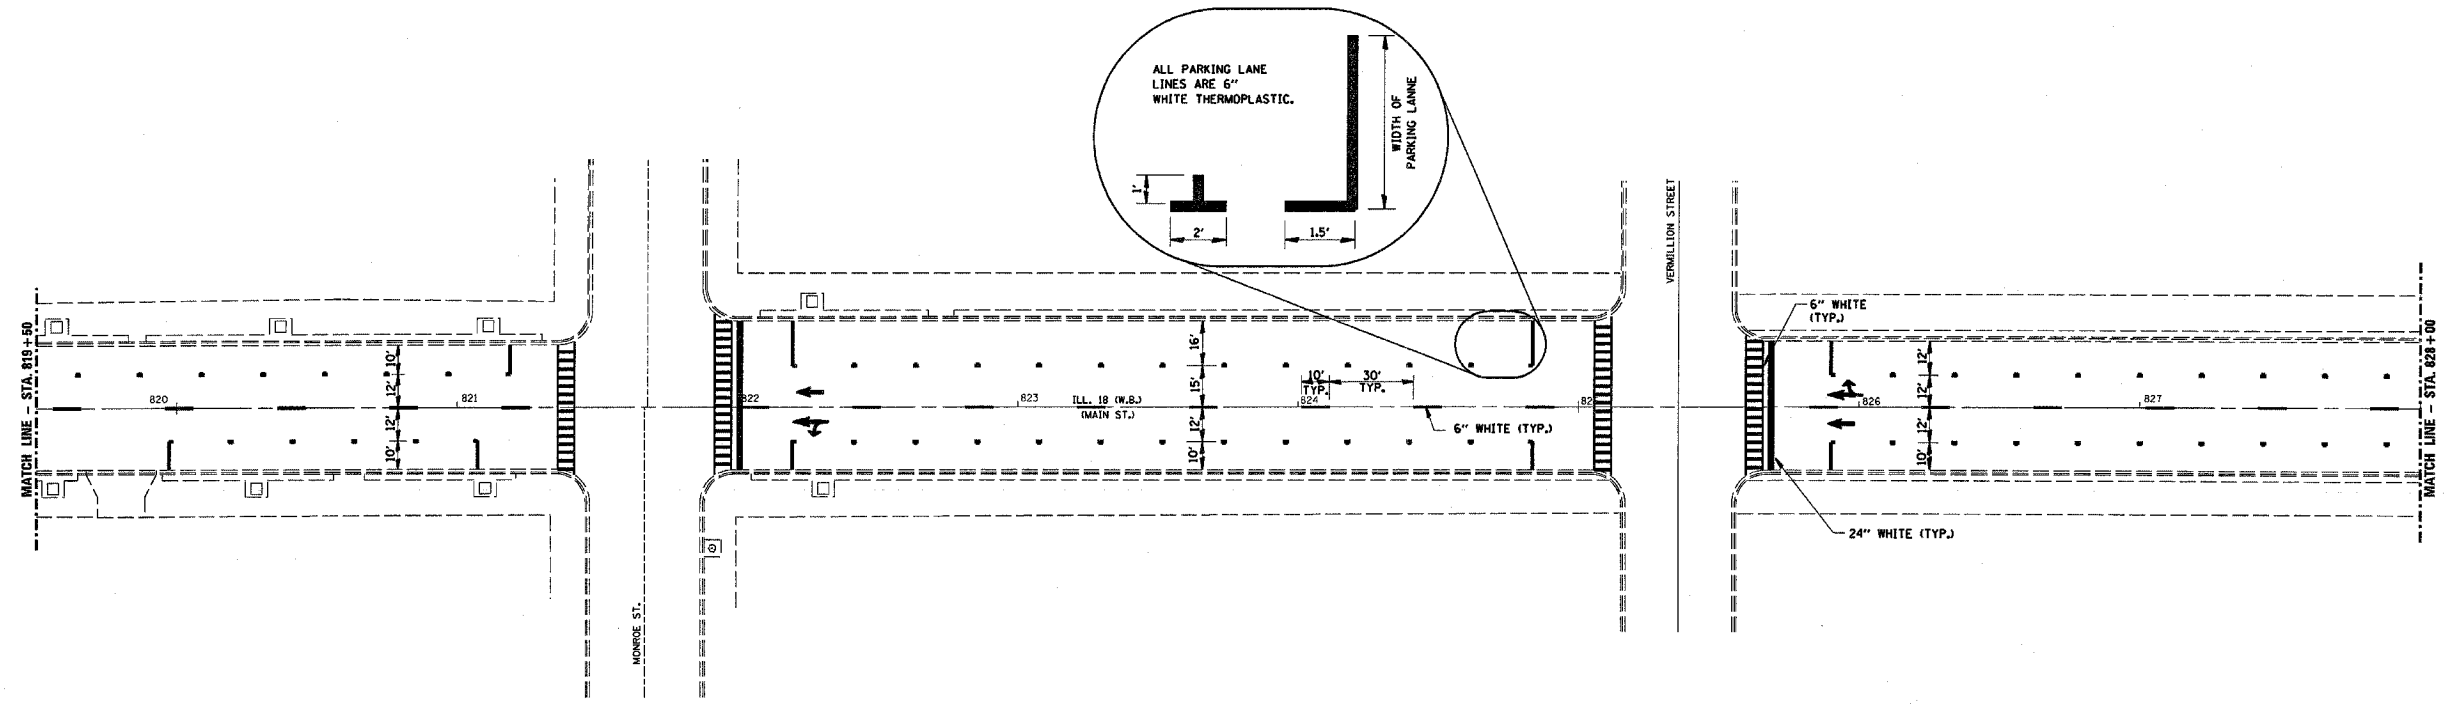 ALL PARKING LANE
LINES ARE 6"
WHITE THERMOPLASTIC.
1'
2'
1.5'
WIDTH OF
PARKING LANNE
MATCH LINE - STA. 819+50
10'
12'
12'
10'
820
821
MONROE ST.
822
823
ILL. 18 (W.B.)
(MAIN ST.)
16'
15'
12'
10'
10'
TYP.
30'
TYP.
824
6" WHITE (TYP.)
82
VERMILLION STREET
6" WHITE
(TYP.)
24" WHITE (TYP.)
826
12'
12'
12'
10'
827
MATCH LINE - STA. 828+00